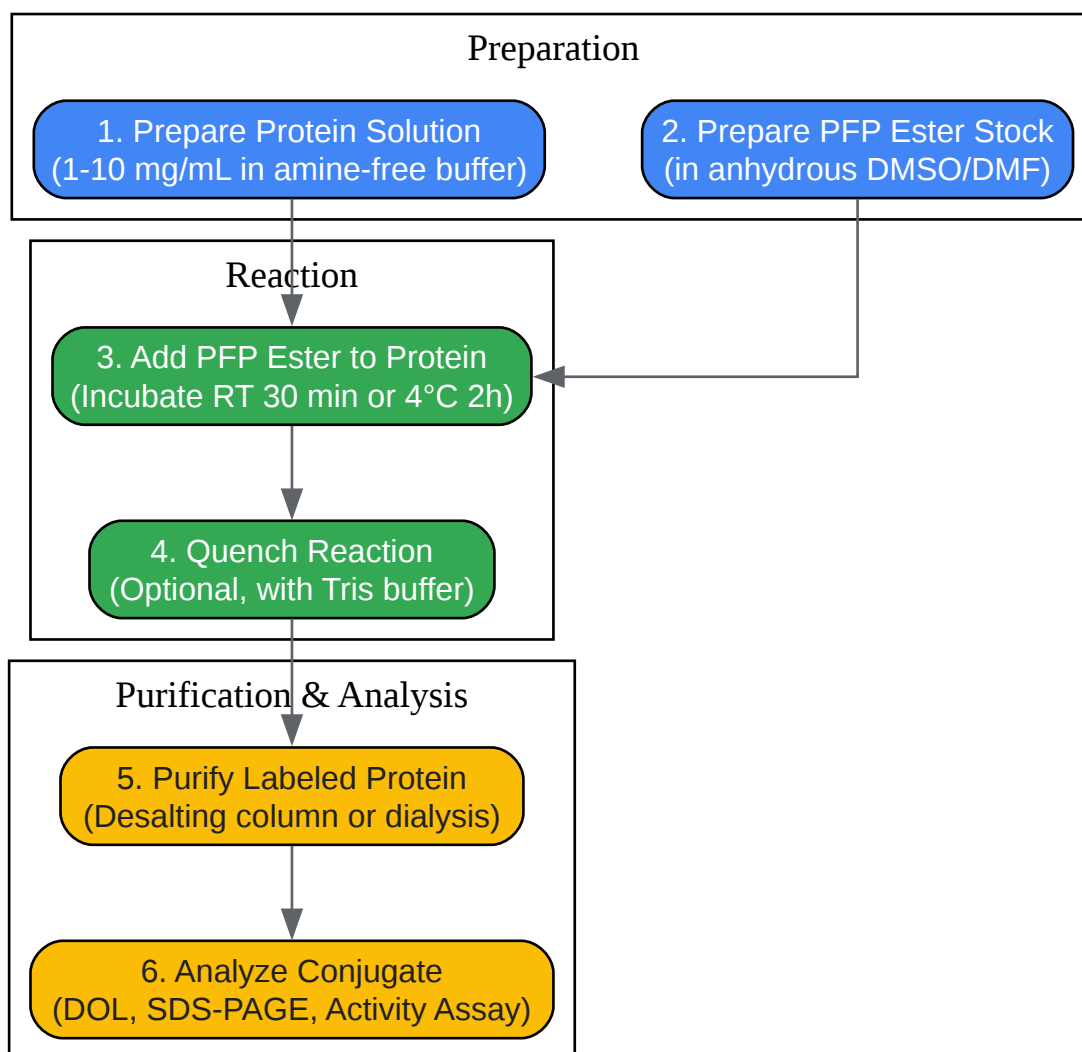 Preparation
1. Prepare Protein Solution
(1-10 mg/mL in amine-free buffer)
2. Prepare PFP Ester Stock
(in anhydrous DMSO/DMF)
Reaction
3. Add PFP Ester to Protein
(Incubate RT 30 min or 4°C 2h)
4. Quench Reaction
(Optional, with Tris buffer)
Purification & Analysis
5. Purify Labeled Protein
(Desalting column or dialysis)
6. Analyze Conjugate
(DOL, SDS-PAGE, Activity Assay)